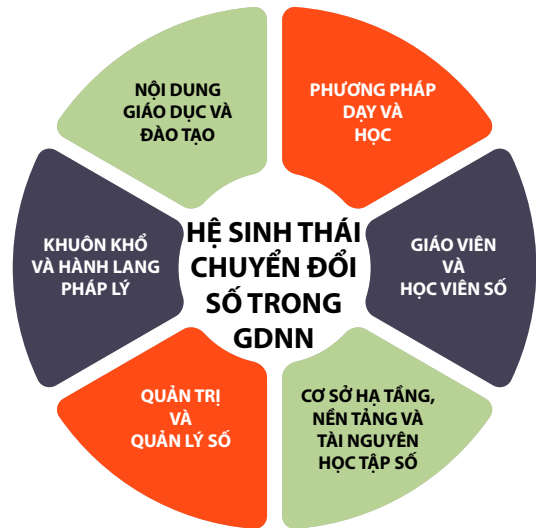 NỘI DUNG
GIÁO DỤC VÀ
ĐÀO TẠO
PHƯƠNG PHÁP
DẠY VÀ
HỌC
KHUÔN KHỔ
VÀ HÀNH LANG
PHÁP LÝ
HỆ SINH THÁI
CHUYỂN ĐỔI
SỐ TRONG
GDNN
GIÁO VIÊN
VÀ
HỌC VIÊN SỐ
QUẢN TRỊ
VÀ
QUẢN LÝ SỐ
CƠ SỞ HẠ TẦNG,
NỀN TẢNG VÀ
TÀI NGUYÊN
HỌC TẬP SỐ